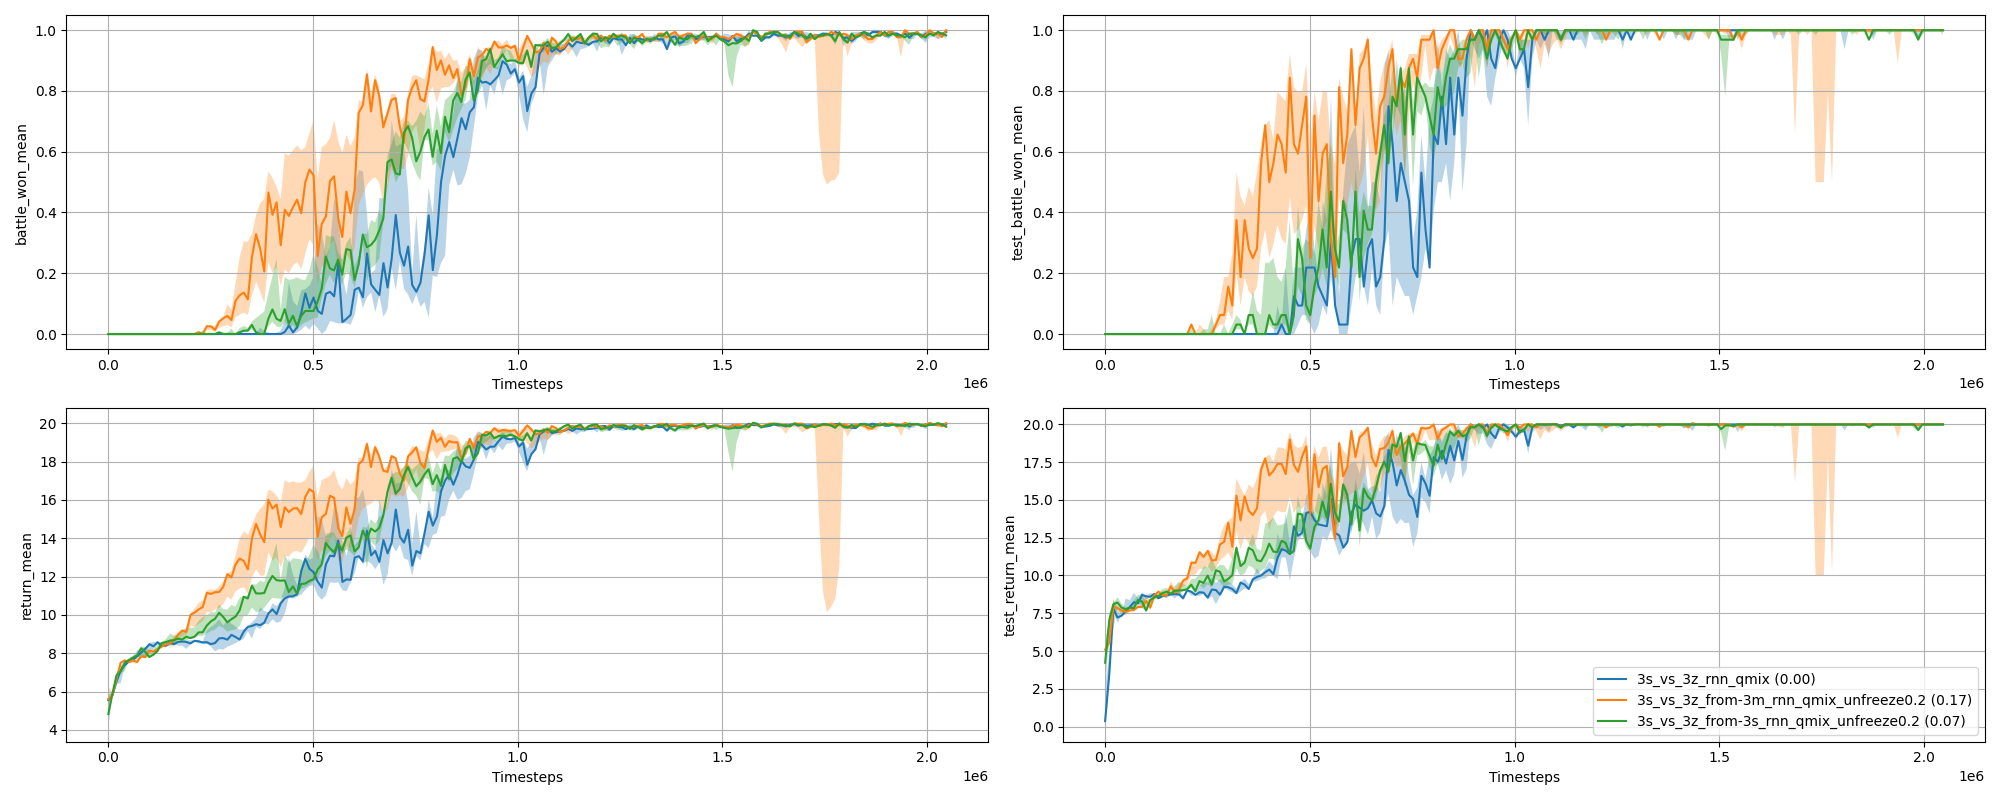 battle_won_mean
1.0
0.8
0.6
0.4
0.2
0.0
0.0 0.5 1.0 1.5 2.0
Timesteps
1e6
test_battle_won_mean
1.0
0.8
0.6
0.4
0.2
0.0
0.0 0.5 1.0 1.5 2.0
Timesteps
1e6
return_mean
20
18
16
14
12
10
8
6
4
0.0 0.5 1.0 1.5 2.0
Timesteps
1e6
test_return_mean
20.0
17.5
15.0
12.5
10.0
7.5
5.0
2.5
0.0
3s_vs_3z_rnn_qmix (0.00)
3s_vs_3z_from-3m_rnn_qmix_unfreeze0.2 (0.17)
3s_vs_3z_from-3s_rnn_qmix_unfreeze0.2 (0.07)
0.0 0.5 1.0 1.5 2.0
Timesteps
1e6